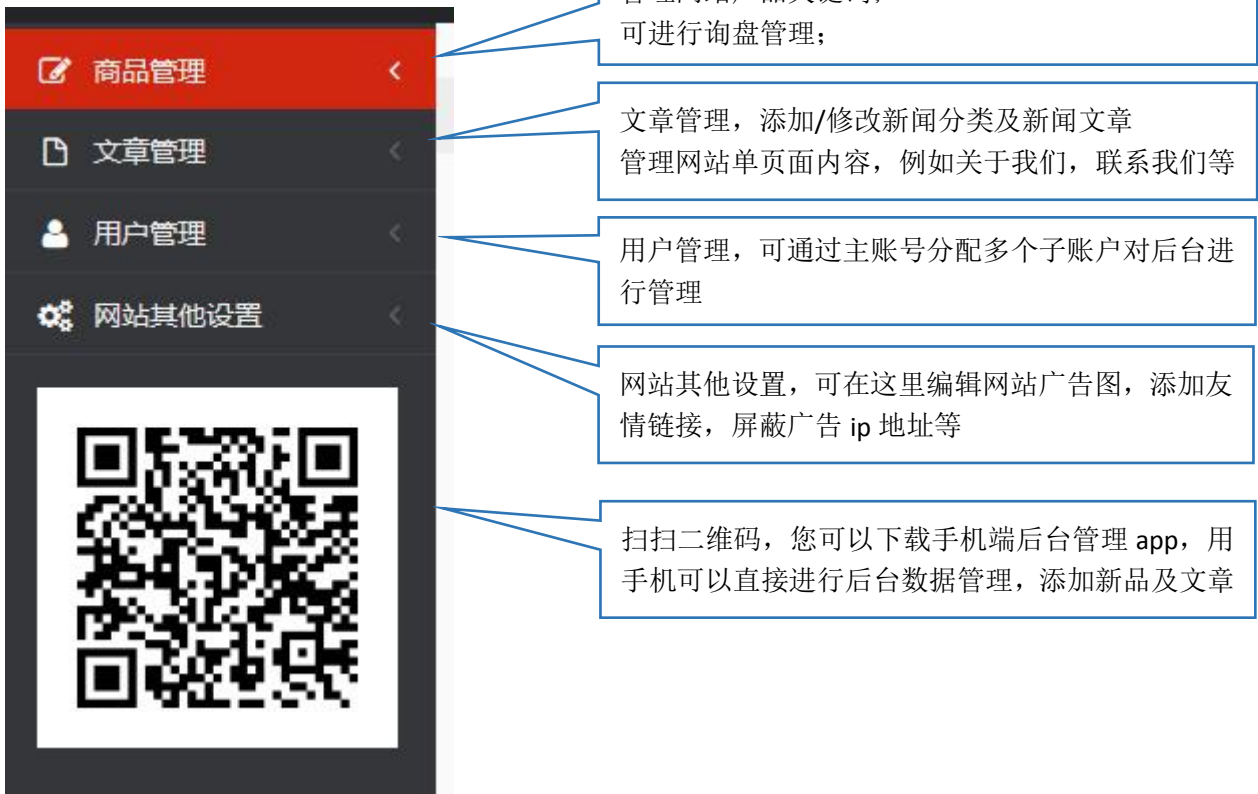 可进行询盘管理;
商品管理
文章管理,添加/修改新闻分类及新闻文章
管理网站单页面内容,例如关于我们,联系我们等
文章管理
用户管理,可通过主账号分配多个子账户对后台进
行管理
用户管理
网站其他设置
网站其他设置,可在这里编辑网站广告图,添加友
情链接,屏蔽广告 ip 地址等
扫扫二维码,您可以下载手机端后台管理 app,用
手机可以直接进行后台数据管理,添加新品及文章